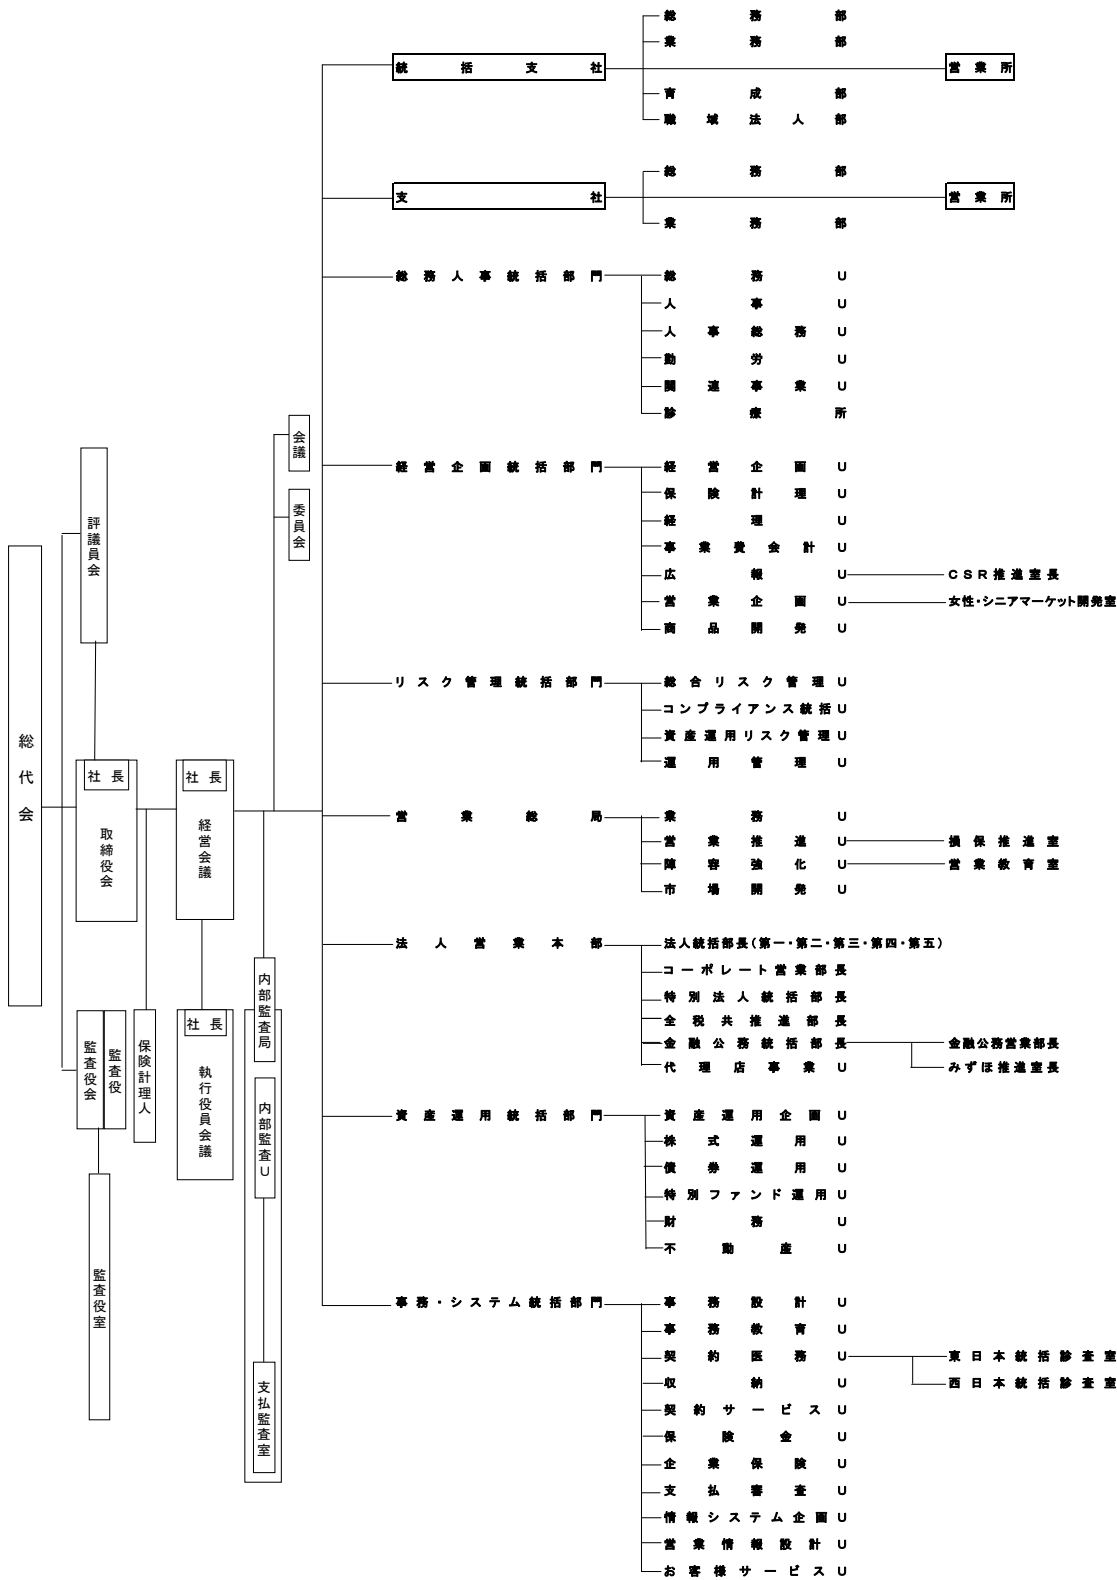 総代会
評議員会
社長
取締役会
監査役会
監査役
監査役室
保険計理人
社長
経営会議
社長
執行役員会議
会議
委員会
内部監査局
内部監査U
支払監査室
統括支社
総務部
業務部
営業所
育成部
職域法人部
支社
総務部
営業所
業務部
総務人事統括部門
総務U
人事U
人事総務U
勤労U
関連事業U
診療所
経営企画統括部門
経営企画U
保険計理U
経理U
事業費会計U
広報U
CSR推進室長
営業企画U
女性・シニアマーケット開発室
商品開発U
リスク管理統括部門
総合リスク管理U
コンプライアンス統括U
資産運用リスク管理U
運用管理U
営業総局
業務U
営業推進U
損保推進室
陣容強化U
営業教育室
市場開発U
法人営業本部
法人統括部長(第一・第二・第三・第四・第五)
コーポレート営業部長
特別法人統括部長
全税共推進部長
金融公務統括部長
金融公務営業部長
代理店事業U
みずほ推進室長
資産運用統括部門
資産運用企画U
株式運用U
債券運用U
特別ファンド運用U
財務U
不動産U
事務・システム統括部門
事務設計U
事務教育U
契約医務U
東日本統括診査室
収納U
西日本統括診査室
契約サービスU
保険金U
企業保険U
支払審査U
情報システム企画U
営業情報設計U
お客様サービスU